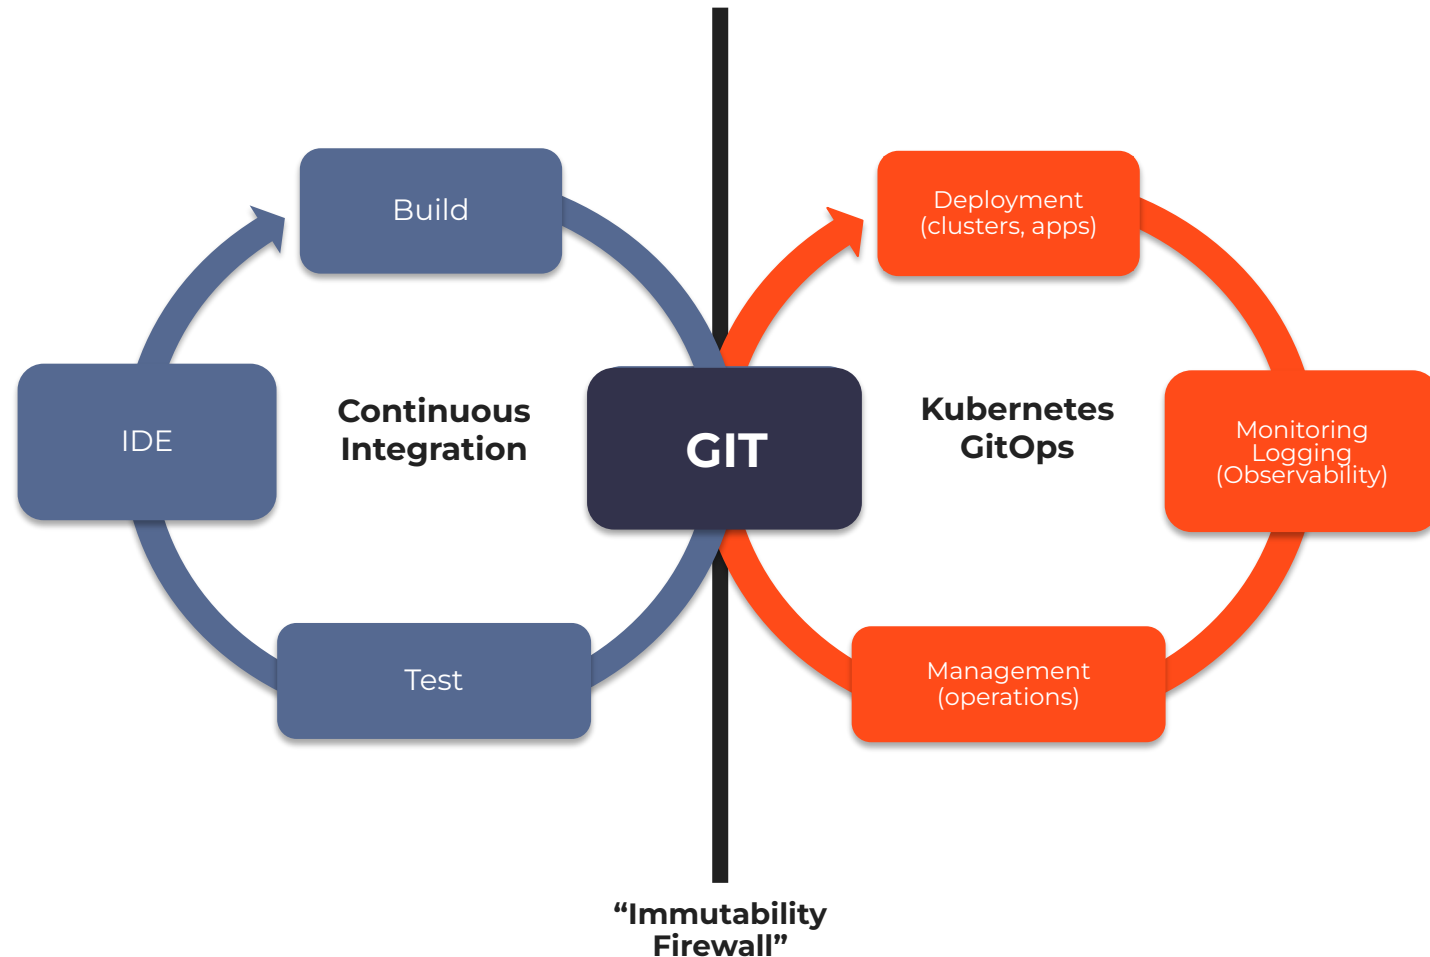 Build
Deployment
(clusters, apps)
IDE
Continuous
Integration
GIT
Kubernetes
GitOps
Monitoring
Logging
(Observability)
Test
Management
(operations)
“Immutability
Firewall”